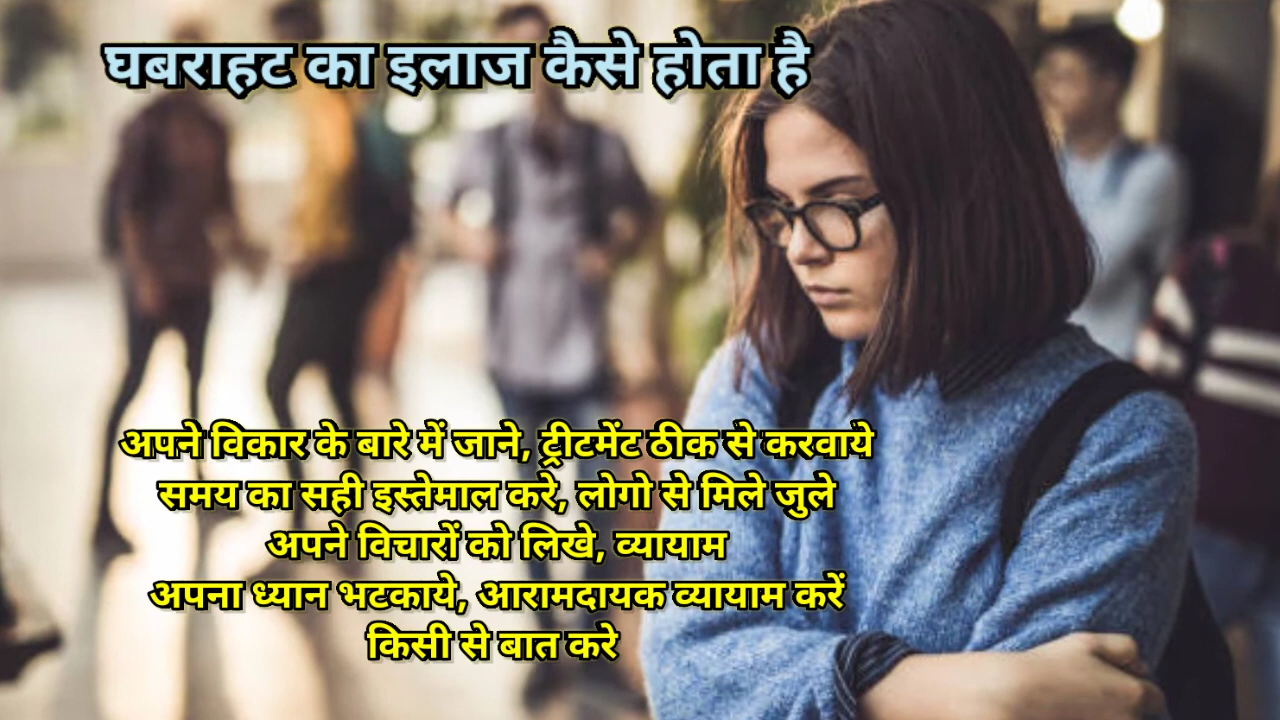 घबराहट का इलाज कैसे होता है
अपने विकार के बारे में जाने, ट्रीटमेंट ठीक से करवाये
समय का सही इस्तेमाल करे, लोगो से मिले जुले
अपने विचारों को लिखे, व्यायाम
अपना ध्यान भटकाये, आरामदायक व्यायाम करें
किसी से बात करे